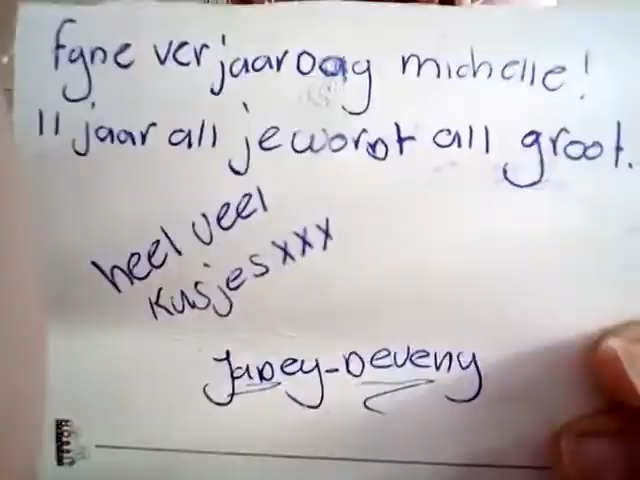 fyne verjaardag michelle!
11 jaar all je wordt all groot.
heel veel
kusjes xxx
Jadey-Deveny